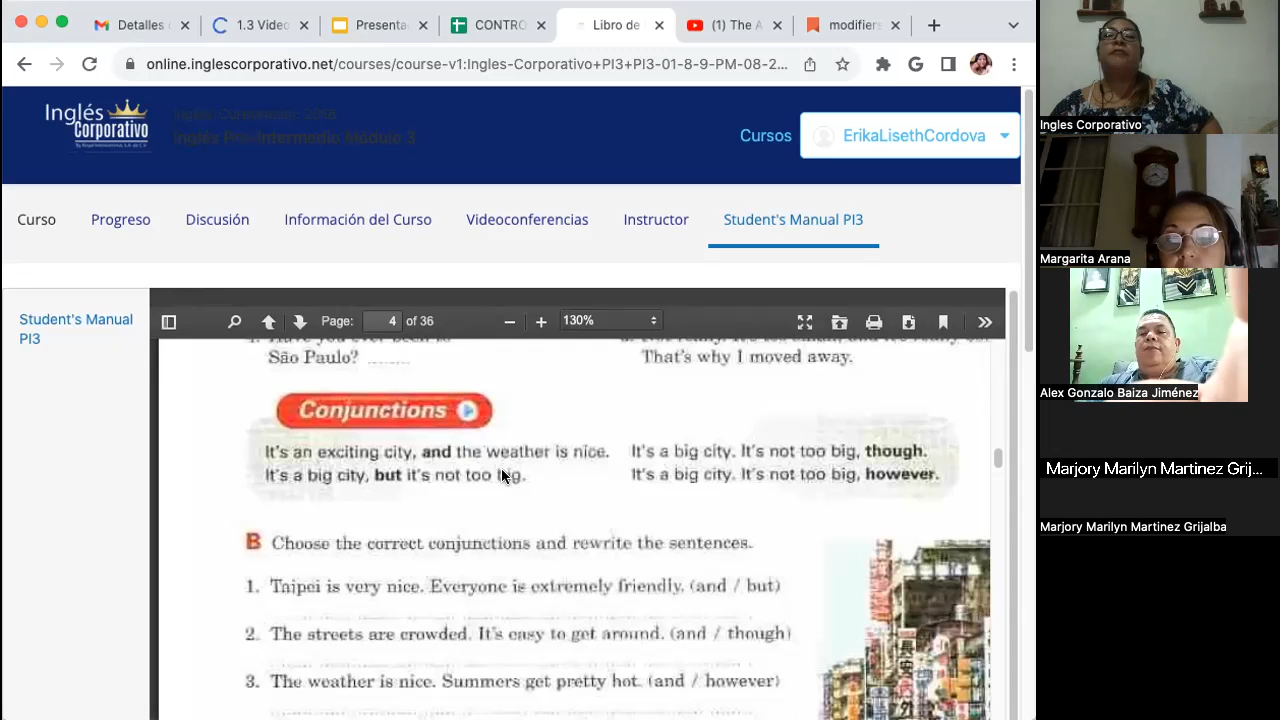 Detalles
1.3 Video
Presenta
CONTRO
Libro de
(1) The A
modifiers
online.inglescorporativo.net/courses/course-v1:Ingles-Corporativo+PI3+PI3-01-8-9-PM-08-2...
Inglés
Corporativo
Inglés Pre-Intermedio Módulo 3
Cursos
ErikaLisethCordova
Curso
Progreso
Discusión
Información del Curso
Videoconferencias
Instructor
Student's Manual PI3
Student's Manual
PI3
Page: 4 of 36
130%
São Paulo?
That's why I moved away.
Conjunctions
It's an exciting city, and the weather is nice.
It's a big city. It's not too big, though.
It's a big city, but it's not too big.
It's a big city. It's not too big, however.
B Choose the correct conjunctions and rewrite the sentences.
1. Taipei is very nice. Everyone is extremely friendly. (and / but)
2. The streets are crowded. It's easy to get around. (and / though)
3. The weather is nice. Summers get pretty hot. (and / however)
Ingles Corporativo
Margarita Arana
Alex Gonzalo Baiza Jiménez
Marjory Marilyn Martinez Grij...
Marjory Marilyn Martinez Grijalba